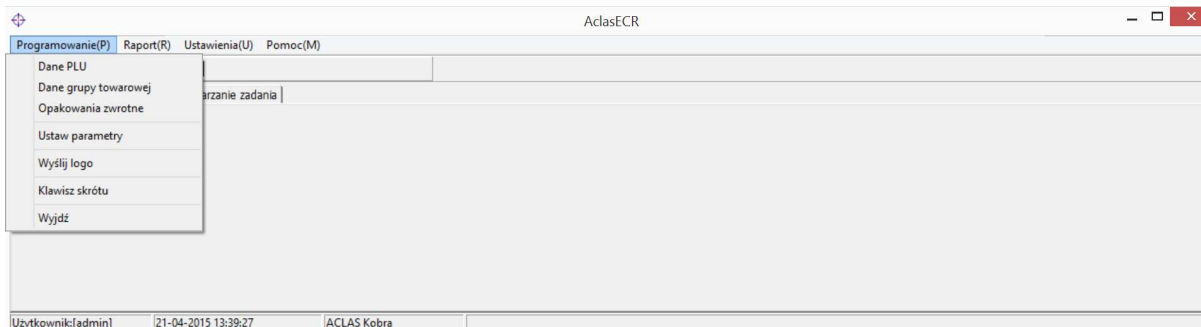 AclasECR
Programowanie(P) Raport(R) Ustawienia(U) Pomoc(M)
Dane PLU
Dane grupy towarowej
arzanie zadania
Opakowania zwrotne
Ustaw parametry
Wyślij logo
Klawisz skrótu
Wyjdź
Użytkownik:[admin] 21-04-2015 13:39:27 ACLAS Kobra